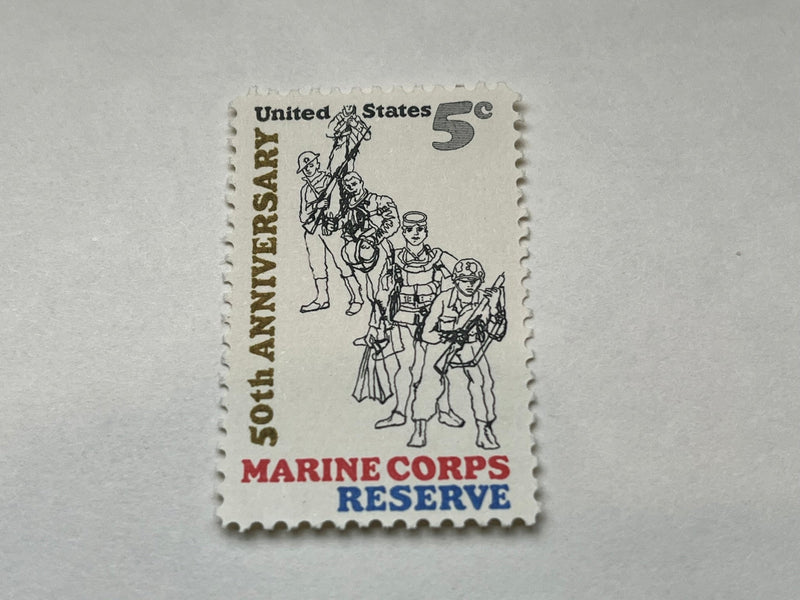 United States 5c
50th ANNIVERSARY
MARINE CORPS
RESERVE